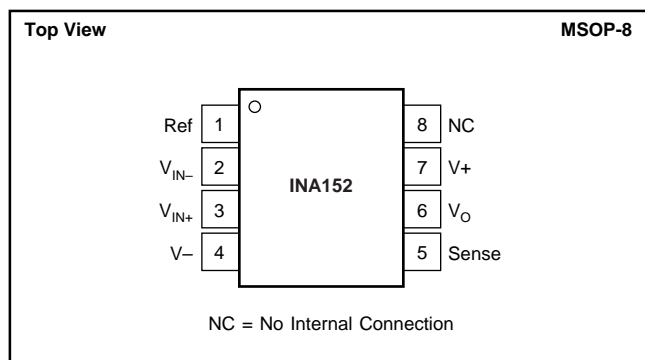 Top View MSOP-8
Ref 1 8 NC
V_IN– 2 7 V+
INA152
V_IN+ 3 6 V_O
V– 4 5 Sense
NC = No Internal Connection